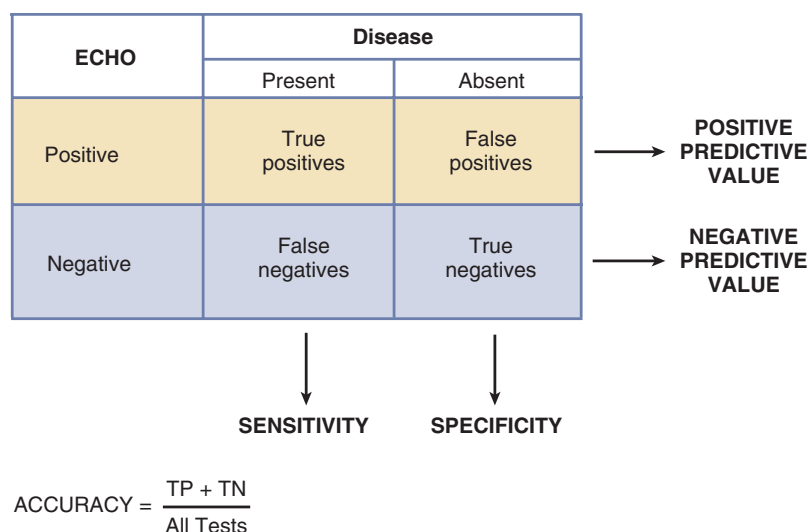 ECHO
Disease
Present
Absent
Positive
True
positives
False
positives
POSITIVE
PREDICTIVE
VALUE
Negative
False
negatives
True
negatives
NEGATIVE
PREDICTIVE
VALUE
SENSITIVITY
SPECIFICITY
ACCURACY = TP + TN
All Tests